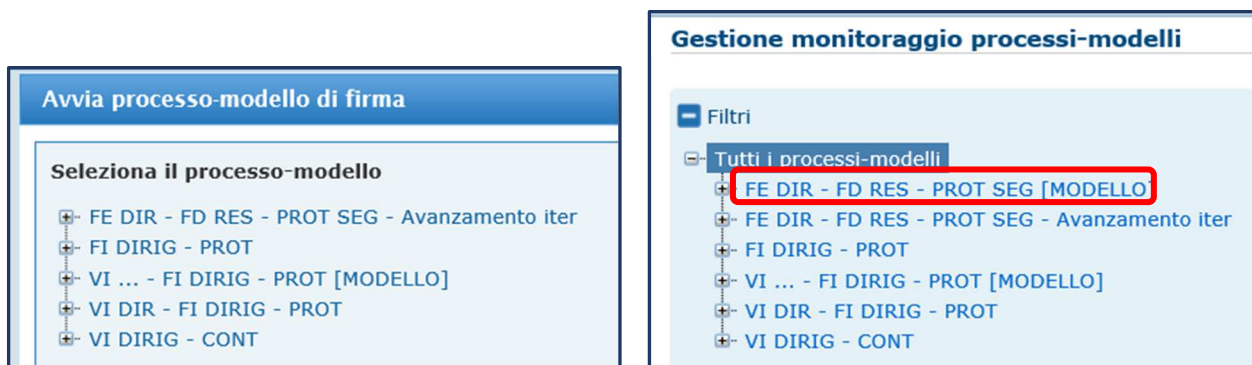 Avvia processo-modello di firma
Seleziona il processo-modello
FE DIR - FD RES - PROT SEG - Avanzamento iter
FI DIRIG - PROT
VI ... - FI DIRIG - PROT [MODELLO]
VI DIR - FI DIRIG - PROT
VI DIRIG - CONT
Gestione monitoraggio processi-modelli
Filtri
Tutti i processi-modelli
FE DIR - FD RES - PROT SEG [MODELLO]
FE DIR - FD RES - PROT SEG - Avanzamento iter
FI DIRIG - PROT
VI ... - FI DIRIG - PROT [MODELLO]
VI DIR - FI DIRIG - PROT
VI DIRIG - CONT